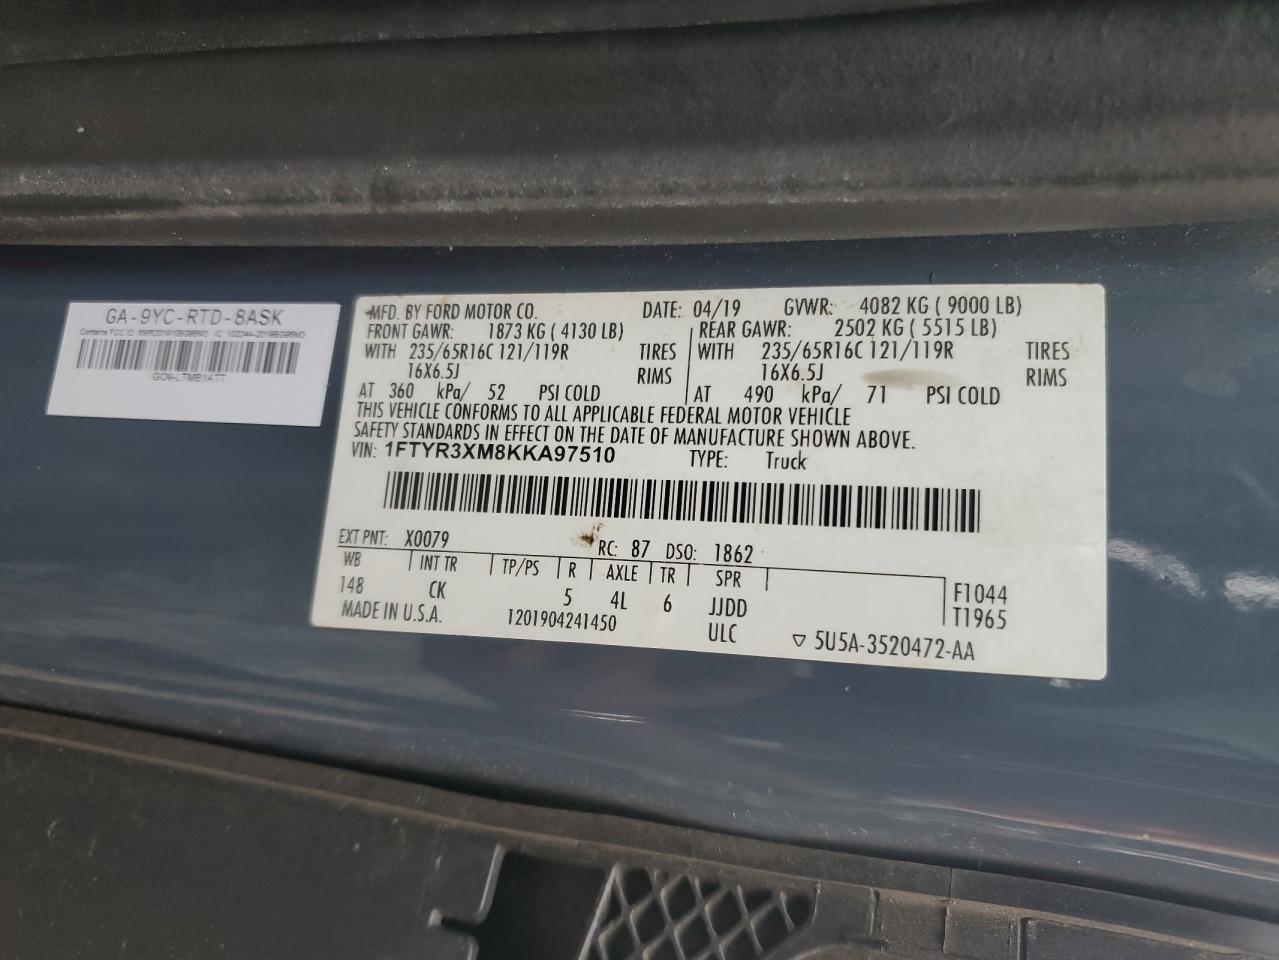 GA-9YC-RTD-8ASK
Contains FCC ID:
MFD. BY FORD MOTOR CO. DATE: 04/19 GVWR: 4082 KG ( 9000 LB)
FRONT GAWR: 1873 KG ( 4130 LB) REAR GAWR: 2502 KG ( 5515 LB)
WITH 235/65R16C 121/119R TIRES WITH 235/65R16C 121/119R TIRES
16X6.5J RIMS 16X6.5J RIMS
AT 360 kPa/ 52 PSI COLD AT 490 kPa/ 71 PSI COLD
THIS VEHICLE CONFORMS TO ALL APPLICABLE FEDERAL MOTOR VEHICLE
SAFETY STANDARDS IN EFFECT ON THE DATE OF MANUFACTURE SHOWN ABOVE.
VIN: 1FTYR3XM8KKA97510 TYPE: Truck
EXT PNT: X0079 RC: 87 DSO: 1862
WB INT TR TP/PS R AXLE TR SPR F1044
148 CK 5 4L 6 JJDD T1965
MADE IN U.S.A. 1201904241450 ULC ▽ 5U5A-3520472-AA